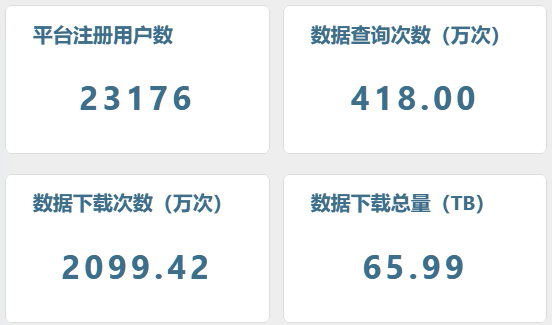 平台注册用户数
23176
数据查询次数（万次）
418.00
数据下载次数（万次）
2099.42
数据下载总量（TB）
65.99